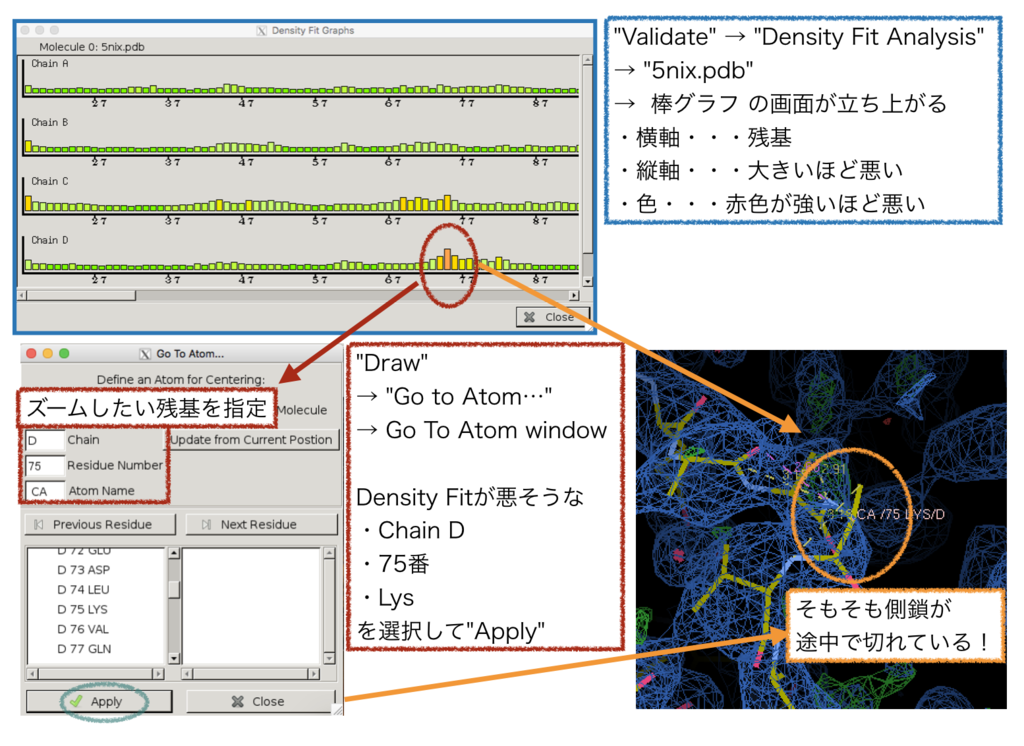 Density Fit Graphs
Molecule 0: 5nix.pdb
Chain A
27 37 47 57 67 77 87
Chain B
27 37 47 57 67 77 87
Chain C
27 37 47 57 67 77 87
Chain D
27 37 47 57 67 77 87
Close
"Validate" → "Density Fit Analysis"
→ "5nix.pdb"
→ 棒グラフ の画面が立ち上がる
・横軸・・・残基
・縦軸・・・大きいほど悪い
・色・・・赤色が強いほど悪い
Go To Atom...
Define an Atom for Centering:
ズームしたい残基を指定 Molecule
D Chain Update from Current Postion
75 Residue Number
CA Atom Name
Previous Residue Next Residue
D 72 GLU
D 73 ASP
D 74 LEU
D 75 LYS
D 76 VAL
D 77 GLN
Apply Close
"Draw"
→ "Go to Atom…"
→ Go To Atom window
Density Fitが悪そうな
・Chain D
・75番
・Lys
を選択して"Apply"
CA /75 LYS/D
そもそも側鎖が
途中で切れている！